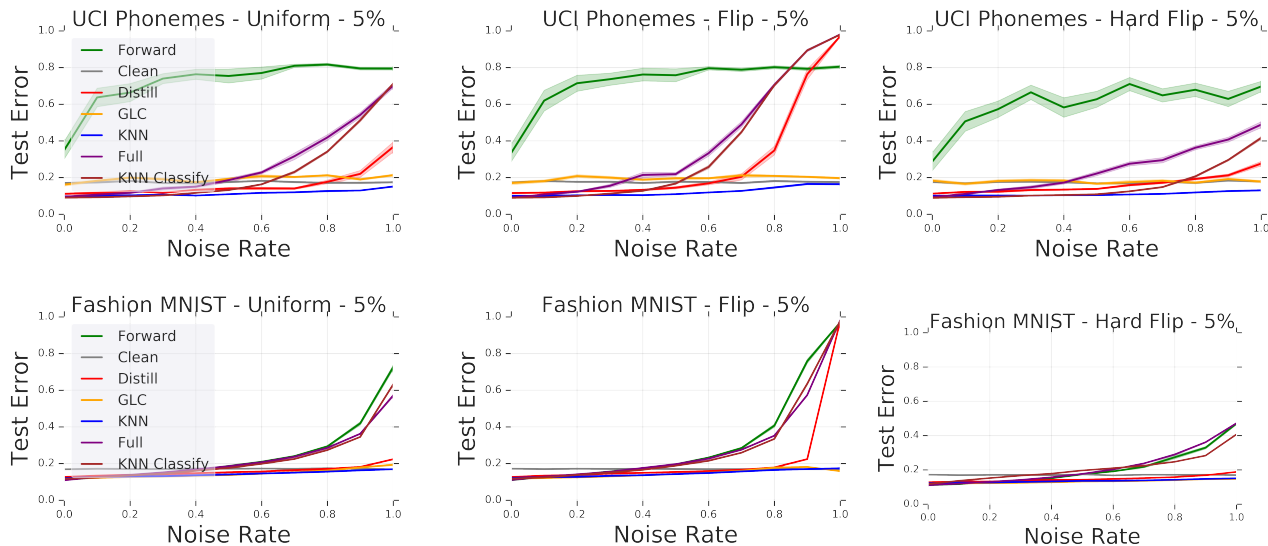 UCI Phonemes - Uniform - 5%
1.0
0.8
0.6
0.4
0.2
0.0
Test Error
Forward
Clean
Distill
GLC
KNN
Full
KNN Classify
0.0 0.2 0.4 0.6 0.8 1.0
Noise Rate
UCI Phonemes - Flip - 5%
1.0
0.8
0.6
0.4
0.2
0.0
Test Error
0.0 0.2 0.4 0.6 0.8 1.0
Noise Rate
UCI Phonemes - Hard Flip - 5%
1.0
0.8
0.6
0.4
0.2
0.0
Test Error
0.0 0.2 0.4 0.6 0.8 1.0
Noise Rate
Fashion MNIST - Uniform - 5%
1.0
0.8
0.6
0.4
0.2
0.0
Test Error
Forward
Clean
Distill
GLC
KNN
Full
KNN Classify
0.0 0.2 0.4 0.6 0.8 1.0
Noise Rate
Fashion MNIST - Flip - 5%
1.0
0.8
0.6
0.4
0.2
0.0
Test Error
0.0 0.2 0.4 0.6 0.8 1.0
Noise Rate
Fashion MNIST - Hard Flip - 5%
1.0
0.8
0.6
0.4
0.2
0.0
Test Error
0.0 0.2 0.4 0.6 0.8 1.0
Noise Rate